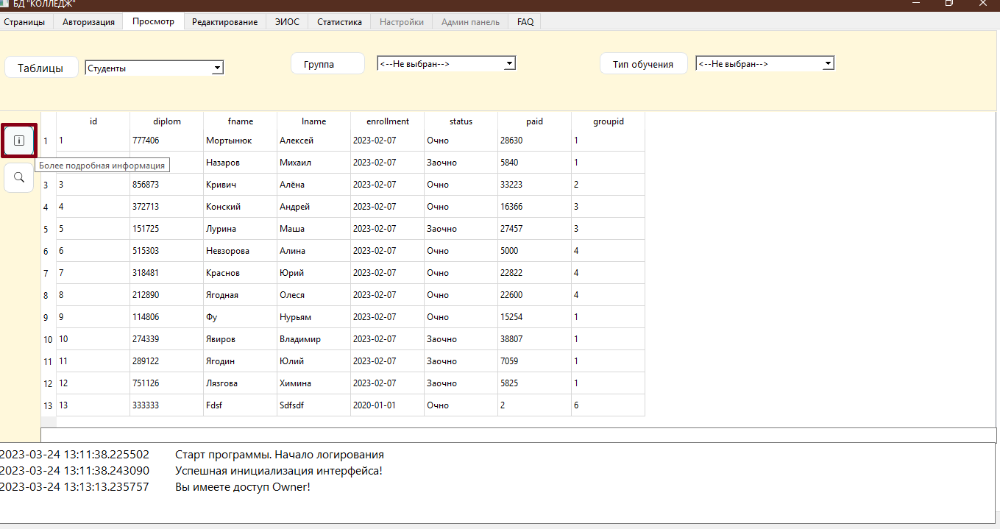 БД "КОЛЛЕДЖ"
Страницы Авторизация Просмотр Редактирование ЭИОС Статистика Настройки Админ панель FAQ
Таблицы Студенты Группа <--Не выбран--> Тип обучения <--Не выбран-->
id diplom fname lname enrollment status paid groupid
1 1 777406 Мортынюк Алексей 2023-02-07 Очно 28630 1
Назаров Михаил 2023-02-07 Заочно 5840 1
Более подробная информация
3 3 856873 Кривич Алёна 2023-02-07 Очно 33223 2
4 4 372713 Конский Андрей 2023-02-07 Очно 16366 3
5 5 151725 Лурина Маша 2023-02-07 Заочно 27457 3
6 6 515303 Невзорова Алина 2023-02-07 Очно 5000 4
7 7 318481 Краснов Юрий 2023-02-07 Очно 22822 4
8 8 212890 Ягодная Олеся 2023-02-07 Очно 22600 4
9 9 114806 Фу Нурьям 2023-02-07 Очно 15254 1
10 10 274339 Явиров Владимир 2023-02-07 Заочно 38807 1
11 11 289122 Ягодин Юлий 2023-02-07 Заочно 7059 1
12 12 751126 Лязгова Химина 2023-02-07 Заочно 5825 1
13 13 333333 Fdsf Sdfsdf 2020-01-01 Очно 2 6
2023-03-24 13:11:38.225502 Старт программы. Начало логирования
2023-03-24 13:11:38.243090 Успешная инициализация интерфейса!
2023-03-24 13:13:13.235757 Вы имеете доступ Owner!